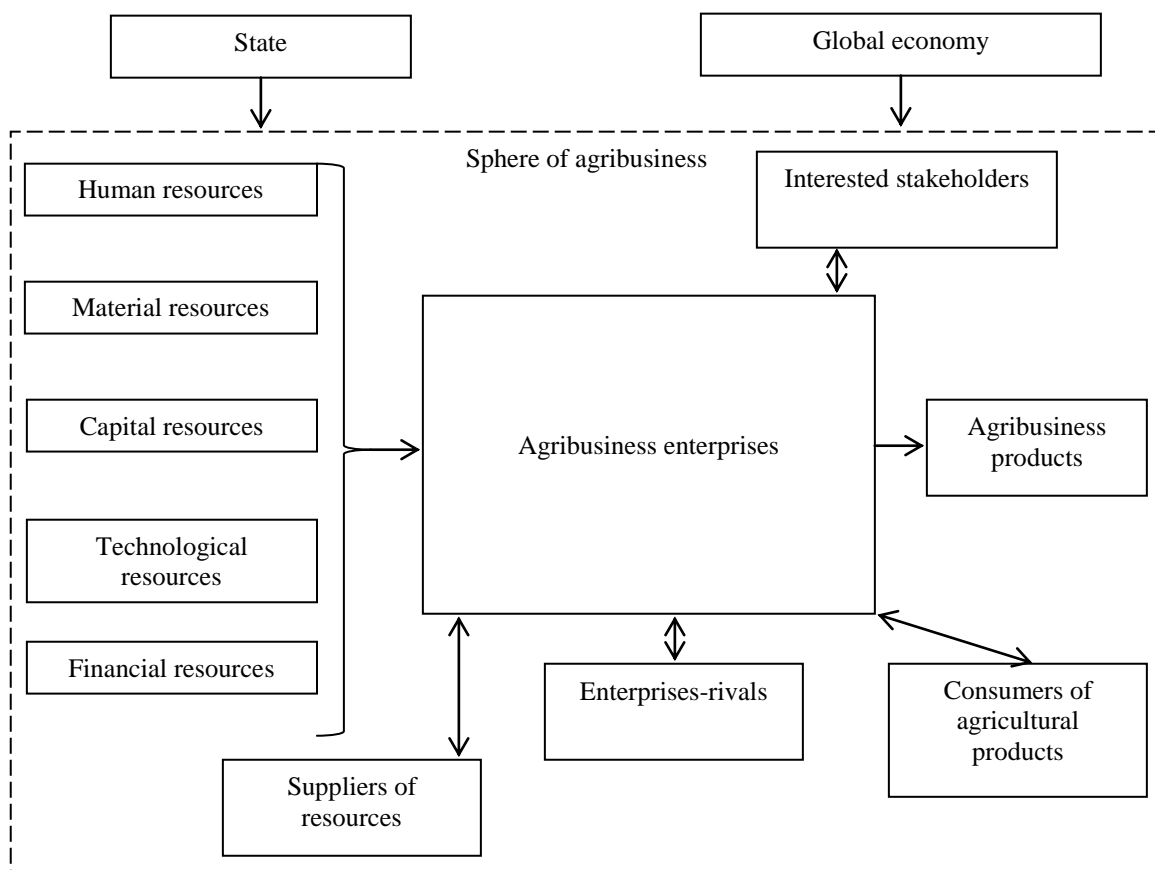 State
Global economy
Sphere of agribusiness
Human resources
Interested stakeholders
Material resources
Capital resources
Agribusiness enterprises
Agribusiness
products
Technological
resources
Financial resources
Enterprises-rivals
Consumers of
agricultural
products
Suppliers of
resources